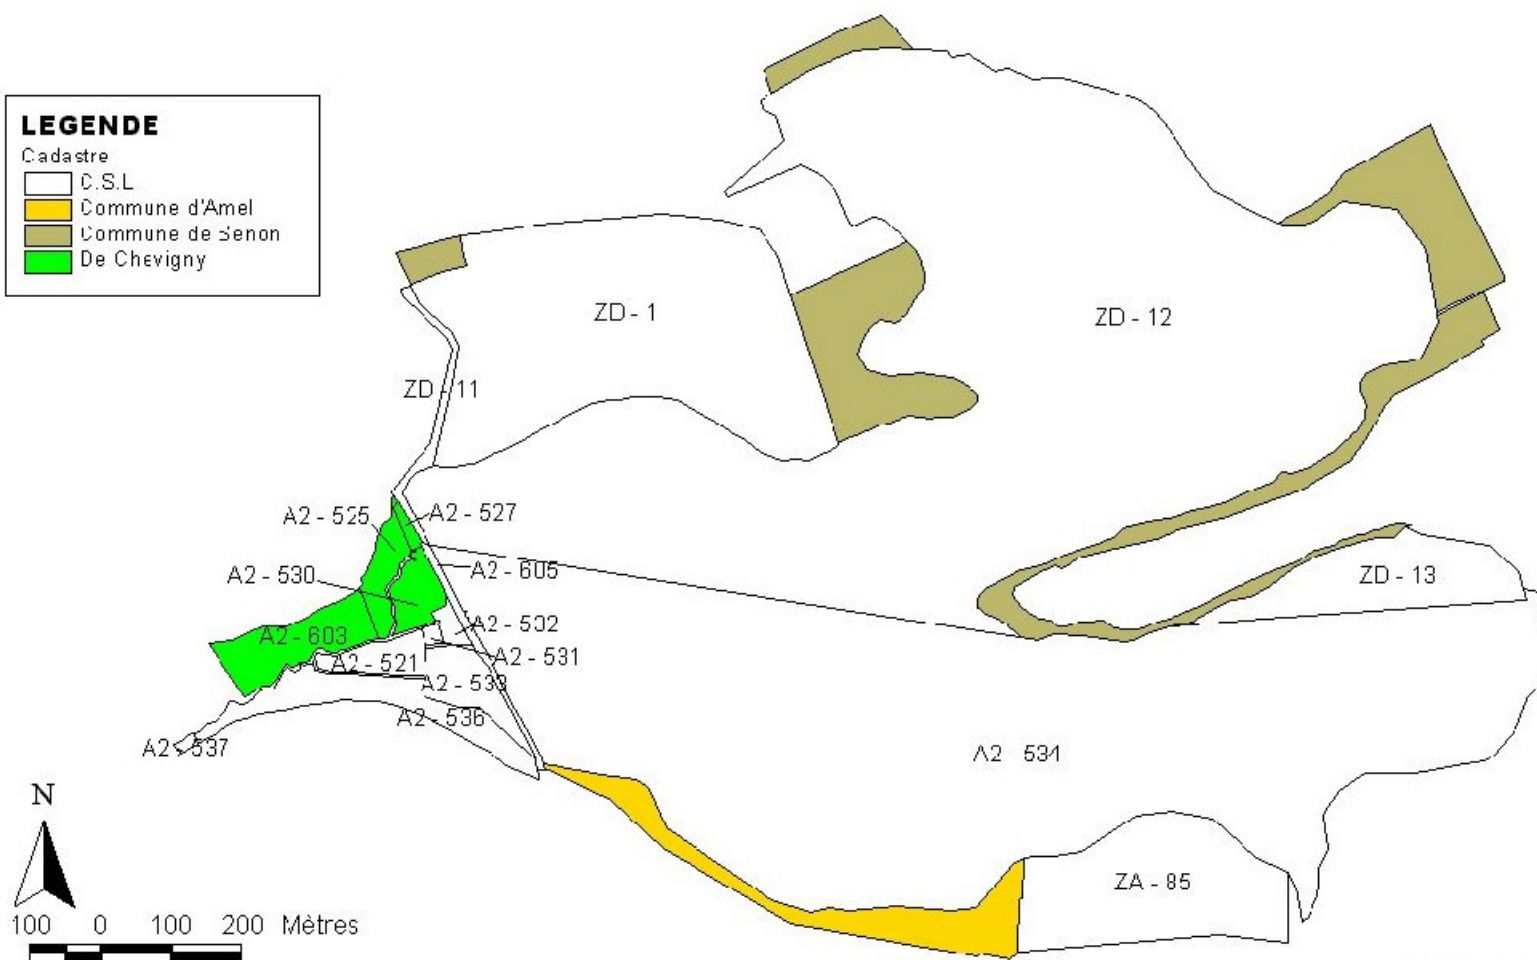 LEGENDE
Cadastre
C.S.L
Commune d'Amel
Commune de Senon
De Chevigny
ZD - 1
ZD - 12
ZD - 11
A2 - 525
A2 - 527
A2 - 530
A2 - 605
ZD - 13
A2 - 603
A2 - 532
A2 - 521
A2 - 531
A2 - 533
A2 - 536
A2 - 537
A2 534
N
ZA - 85
100 0 100 200 Mètres